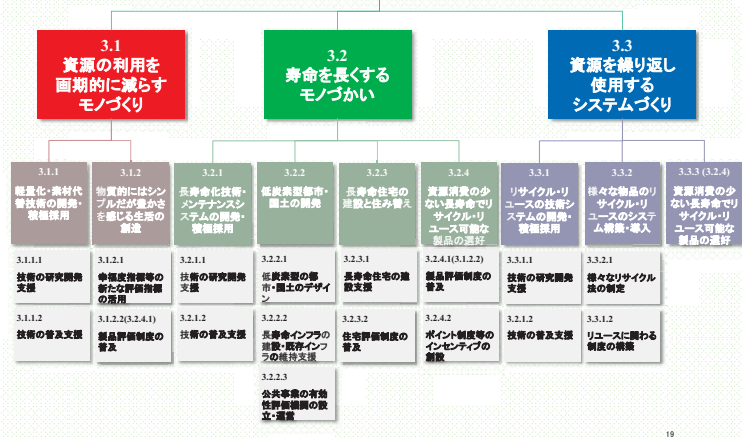 3.1
資源の利用を
画期的に減らす
モノづくり
3.2
寿命を長くする
モノづかい
3.3
資源を繰り返し
使用する
システムづくり
3.1.1
軽量化・素材代
替技術の開発・
積極採用
3.1.2
物質的にはシン
プルだが豊かさ
を感じる生活の
創造
3.2.1
長寿命化技術・
メンテナンスシ
ステムの開発・
積極採用
3.2.2
低炭素型都市・
国土の開発
3.2.3
長寿命住宅の
建設と住み替え
3.2.4
資源消費の少
ない長寿命でリ
サイクル・リ
ユース可能な
製品の選好
3.3.1
リサイクル・リ
ユースの技術シ
ステムの開発・
積極採用
3.3.2
様々な物品のリ
サイクル・リ
ユースのシステ
ム構築・導入
3.3.3 (3.2.4)
資源消費の少
ない長寿命でリ
サイクル・リ
ユース可能な
製品の選好
3.1.1.1
技術の研究開発
支援
3.1.2.1
幸福度指標等の
新たな評価指標
の活用
3.2.1.1
技術の研究開発
支援
3.2.2.1
低炭素型の都
市・国土のデザイ
ン
3.2.3.1
長寿命住宅の建
設支援
3.2.4.1(3.1.2.2)
製品評価制度の
普及
3.3.1.1
技術の研究開発
支援
3.3.2.1
様々なリサイクル
法の制定
3.1.1.2
技術の普及支援
3.1.2.2(3.2.4.1)
製品評価制度の
普及
3.2.1.2
技術の普及支援
3.2.2.2
長寿命インフラの
建設・既存インフ
ラの維持支援
3.2.3.2
住宅評価制度の
普及
3.2.4.2
ポイント制度等の
インセンティブの
創設
3.2.1.2
技術の普及支援
3.3.1.2
リユースに関わる
制度の構築
3.2.2.3
公共事業の有効
性評価機関の設
立・運営
19